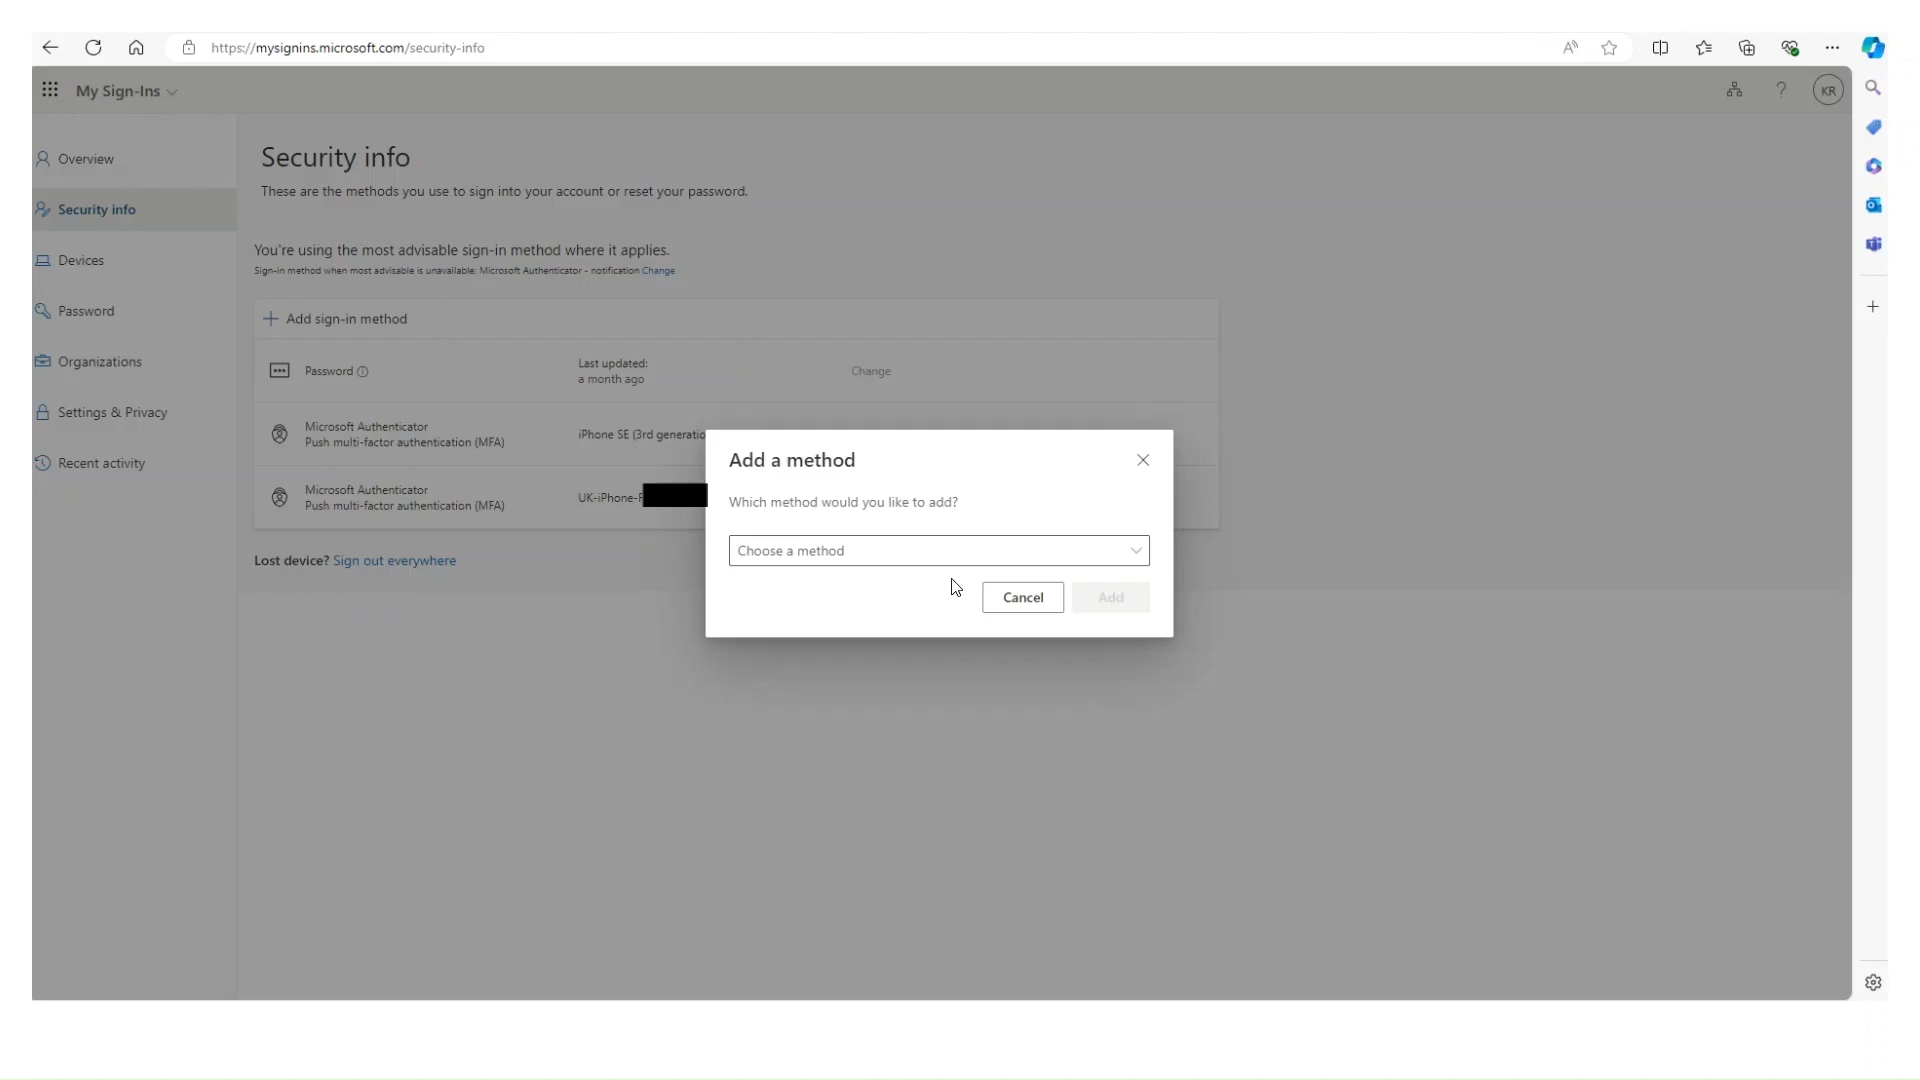 https://mysignins.microsoft.com/security-info
My Sign-Ins
KR
Overview
Security info
Devices
Password
Organizations
Settings & Privacy
Recent activity
Security info
These are the methods you use to sign into your account or reset your password.
You're using the most advisable sign-in method where it applies.
Sign-in method when most advisable is unavailable: Microsoft Authenticator - notification Change
Add sign-in method
Password
Last updated:
a month ago
Change
Microsoft Authenticator
Push multi-factor authentication (MFA)
iPhone SE (3rd generatio
Microsoft Authenticator
Push multi-factor authentication (MFA)
UK-iPhone-
Lost device? Sign out everywhere
Add a method
Which method would you like to add?
Choose a method
Cancel
Add